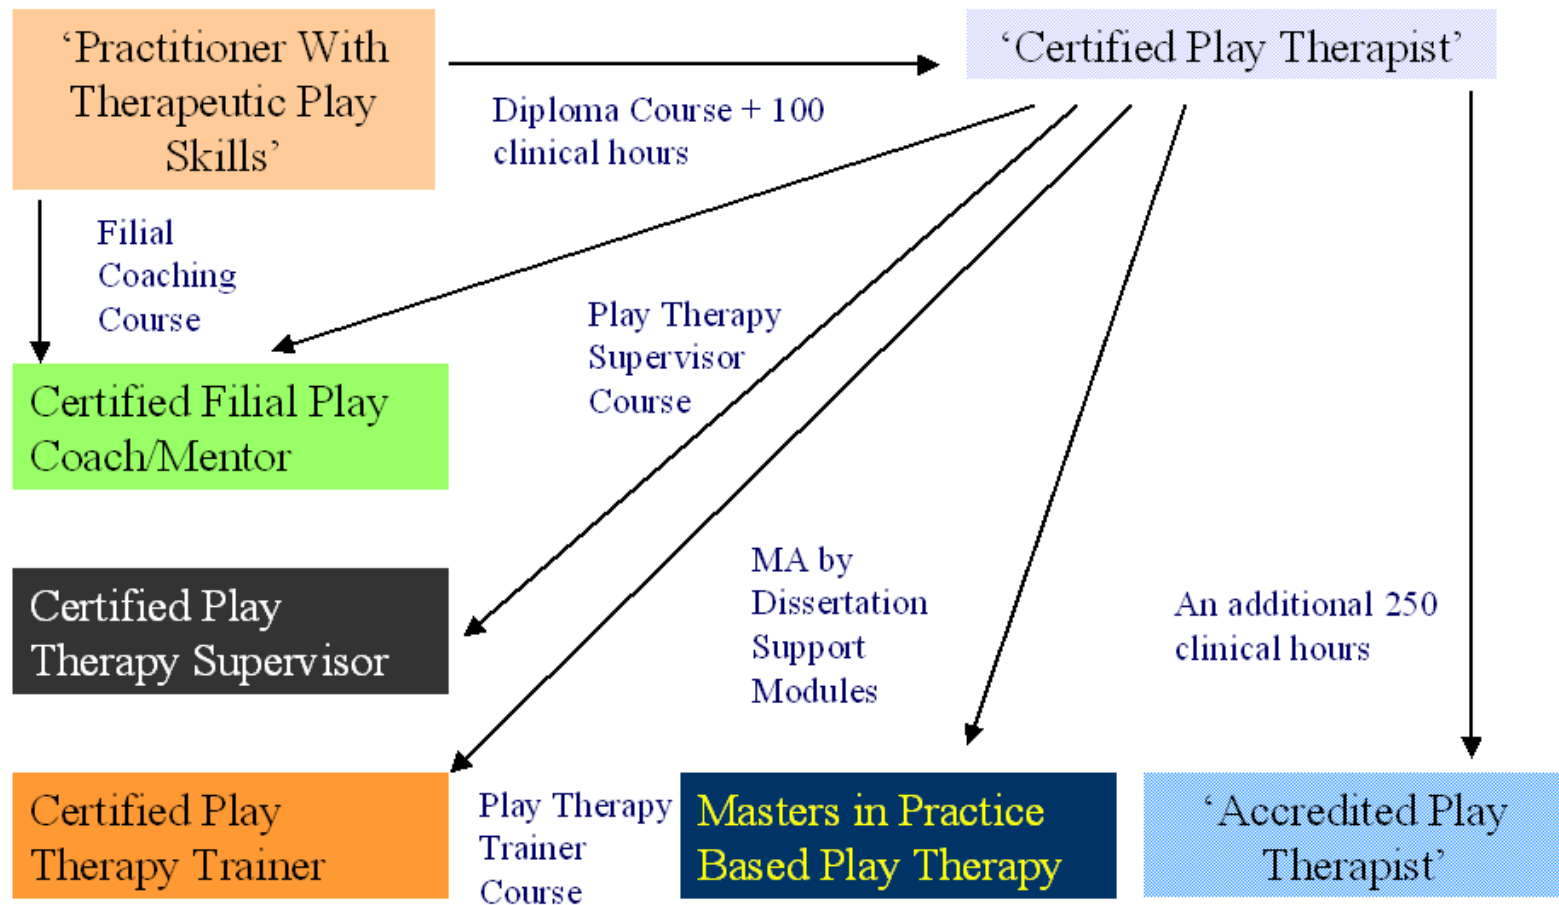 ‘Practitioner With
Therapeutic Play
Skills’
‘Certified Play Therapist’
Diploma Course + 100
clinical hours
Filial
Coaching
Course
Play Therapy
Supervisor
Course
Certified Filial Play
Coach/Mentor
MA by
Dissertation
Support
Modules
An additional 250
clinical hours
Certified Play
Therapy Supervisor
Certified Play
Therapy Trainer
Play Therapy
Trainer
Course
Masters in Practice
Based Play Therapy
‘Accredited Play
Therapist’